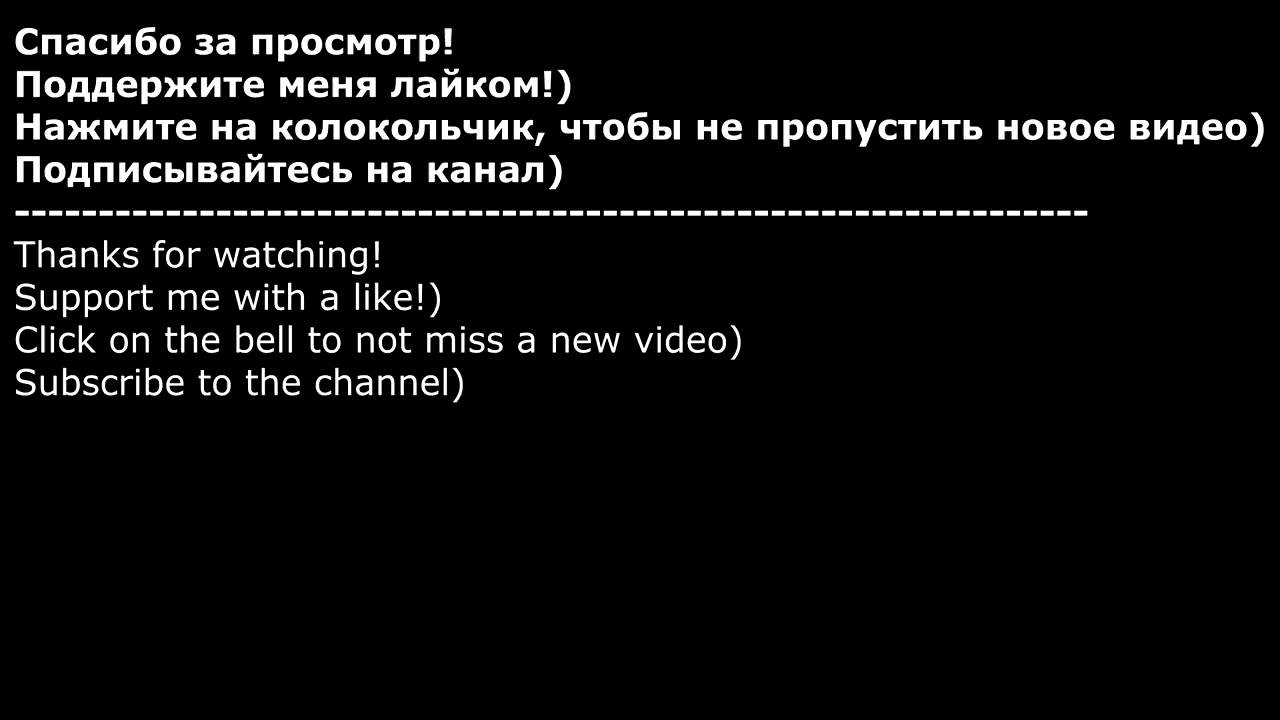 Спасибо за просмотр!
Поддержите меня лайком!)
Нажмите на колокольчик, чтобы не пропустить новое видео)
Подписывайтесь на канал)
----------------------------------------------------------------
Thanks for watching!
Support me with a like!)
Click on the bell to not miss a new video)
Subscribe to the channel)